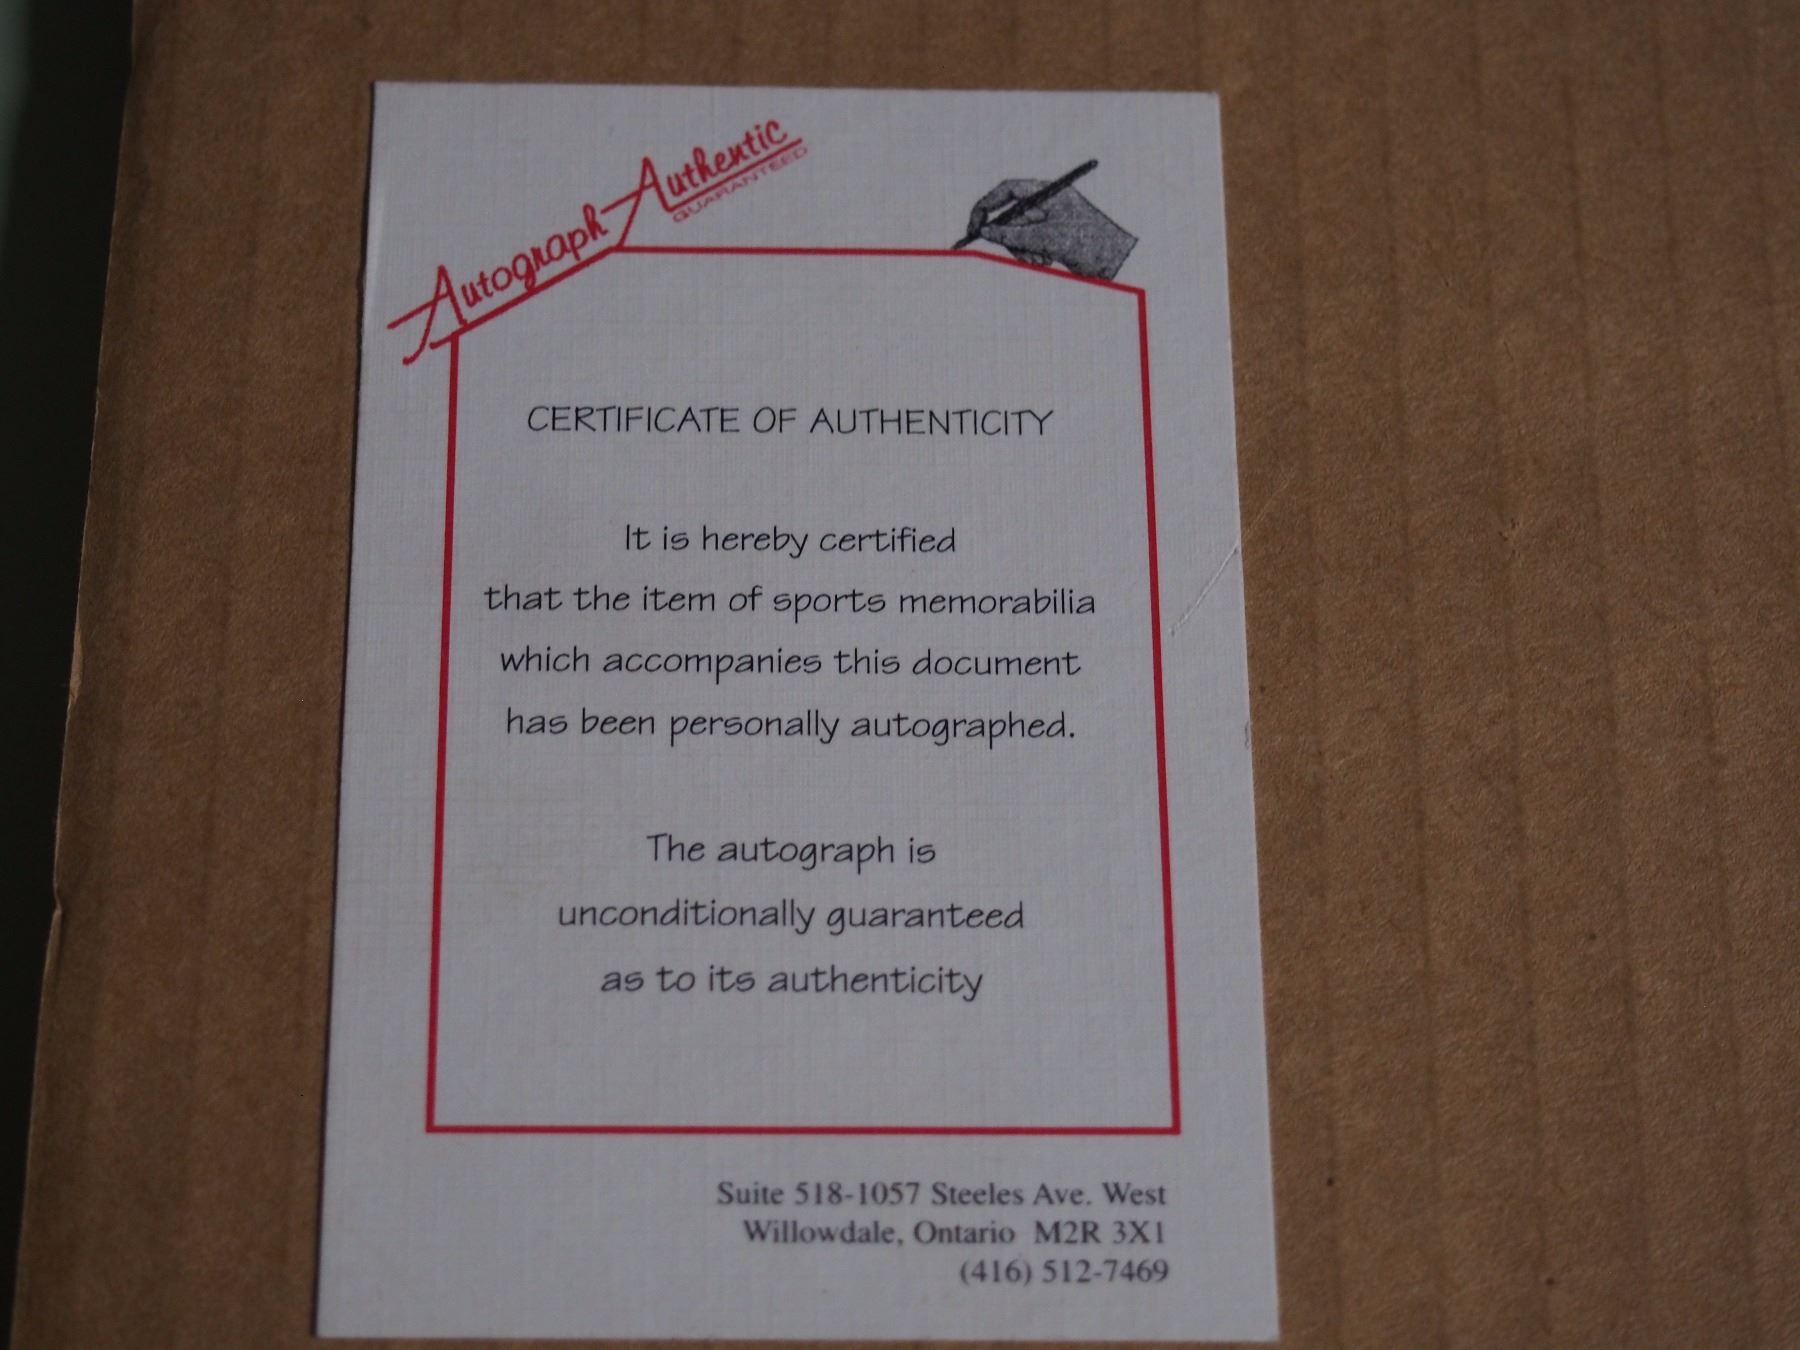 Autograph Authentic
GUARANTEED
CERTIFICATE OF AUTHENTICITY
It is hereby certified
that the item of sports memorabilia
which accompanies this document
has been personally autographed.
The autograph is
unconditionally guaranteed
as to its authenticity
Suite 518-1057 Steeles Ave. West
Willowdale, Ontario M2R 3X1
(416) 512-7469